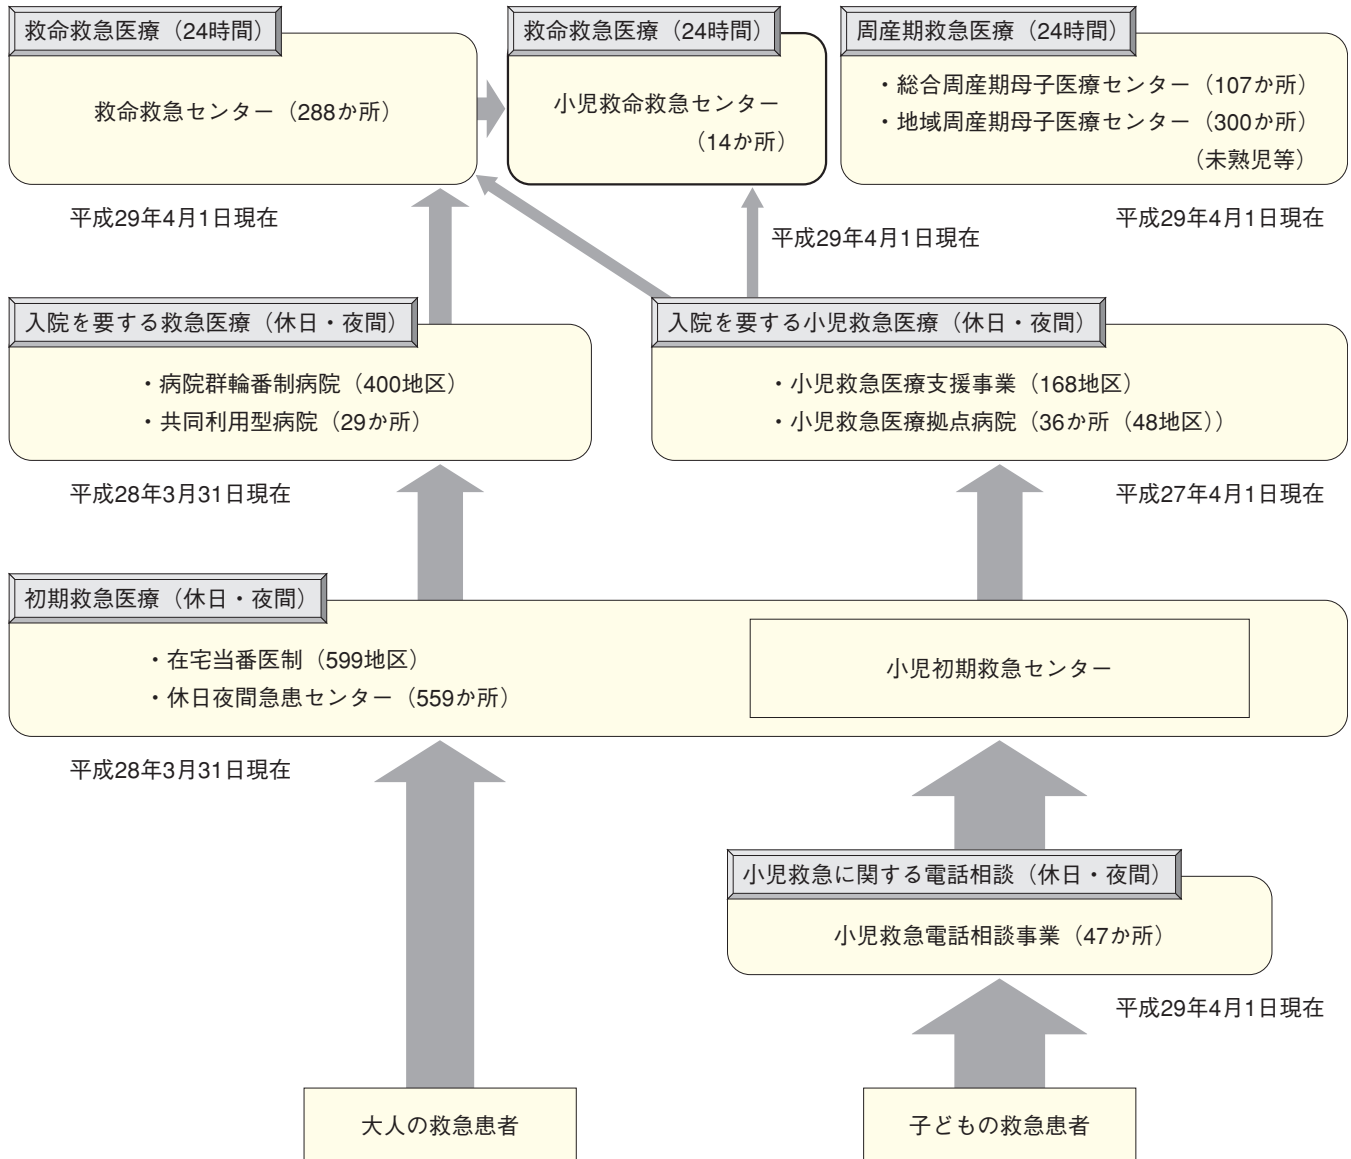 救命救急医療（24時間）
救命救急センター（288か所）
平成29年4月1日現在
救命救急医療（24時間）
小児救命救急センター
（14か所）
平成29年4月1日現在
周産期救急医療（24時間）
・総合周産期母子医療センター（107か所）
・地域周産期母子医療センター（300か所）
（未熟児等）
平成29年4月1日現在
入院を要する救急医療（休日・夜間）
・病院群輪番制病院（400地区）
・共同利用型病院（29か所）
平成28年3月31日現在
入院を要する小児救急医療（休日・夜間）
・小児救急医療支援事業（168地区）
・小児救急医療拠点病院（36か所（48地区））
平成27年4月1日現在
初期救急医療（休日・夜間）
・在宅当番医制（599地区）
・休日夜間急患センター（559か所）
小児初期救急センター
平成28年3月31日現在
小児救急に関する電話相談（休日・夜間）
小児救急電話相談事業（47か所）
平成29年4月1日現在
大人の救急患者
子どもの救急患者